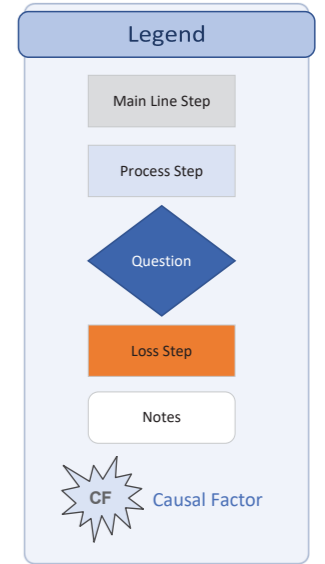 Legend
Main Line Step
Process Step
Question
Loss Step
Notes
CF Causal Factor